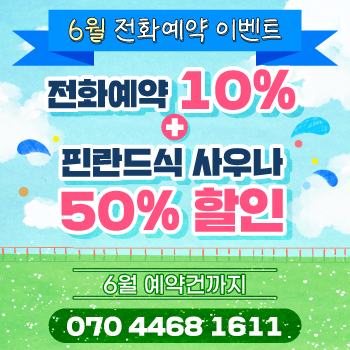 6월 전화예약 이벤트
전화예약 10%
+
핀란드식 사우나
50% 할인
6월 예약건까지
070 4468 1611